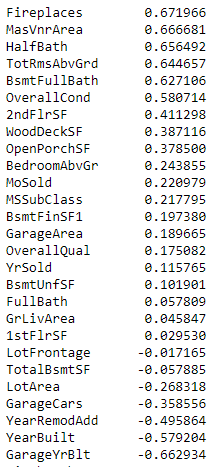 Fireplaces 0.671966
MasVnrArea 0.666681
HalfBath 0.656492
TotRmsAbvGrd 0.644657
BsmtFullBath 0.627106
OverallCond 0.580714
2ndFlrSF 0.411298
WoodDeckSF 0.387116
OpenPorchSF 0.378500
BedroomAbvGr 0.243855
MoSold 0.220979
MSSubClass 0.217795
BsmtFinSF1 0.197380
GarageArea 0.189665
OverallQual 0.175082
YrSold 0.115765
BsmtUnfSF 0.101901
FullBath 0.057809
GrLivArea 0.045847
1stFlrSF 0.029530
LotFrontage -0.017165
TotalBsmtSF -0.057885
LotArea -0.268318
GarageCars -0.358556
YearRemodAdd -0.495864
YearBuilt -0.579204
GarageYrBlt -0.662934